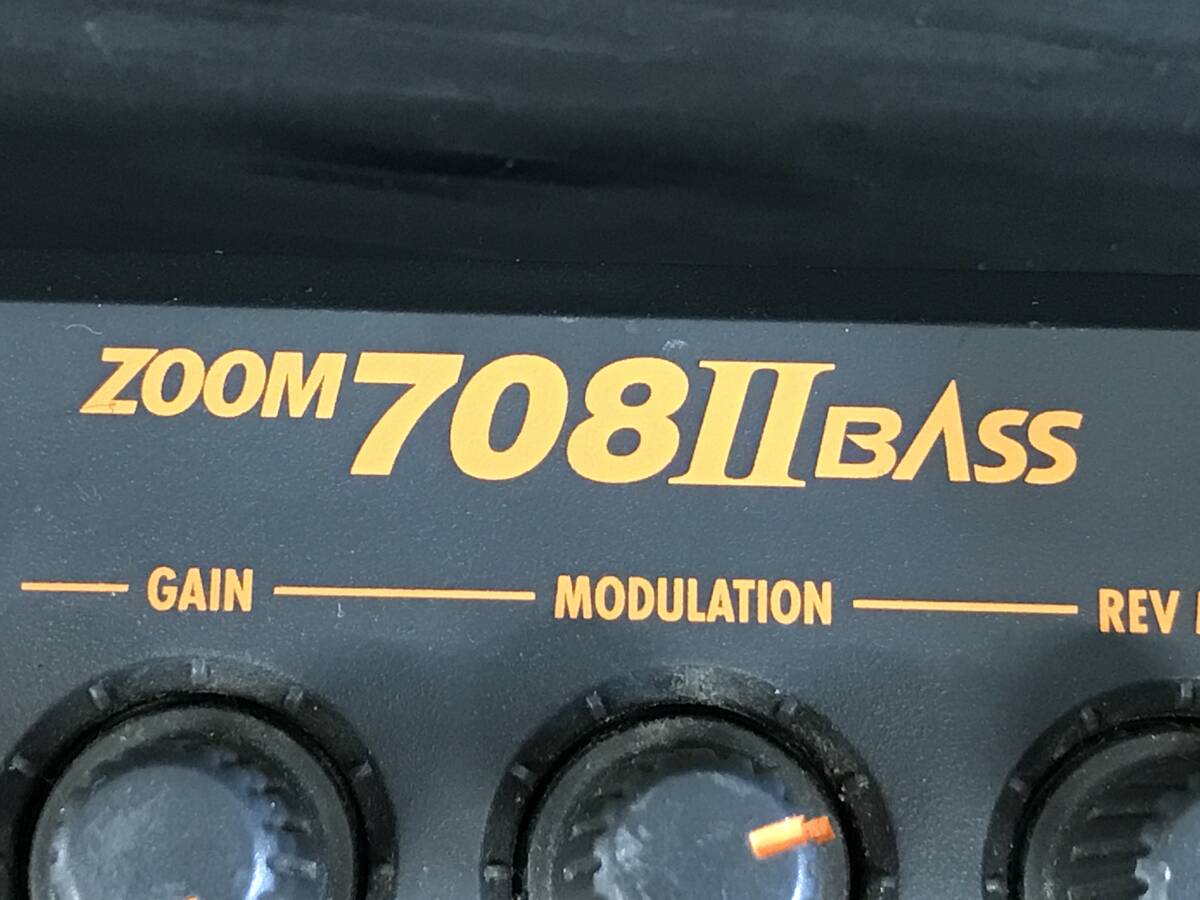 ZOOM 708II BASS
GAIN MODULATION REV